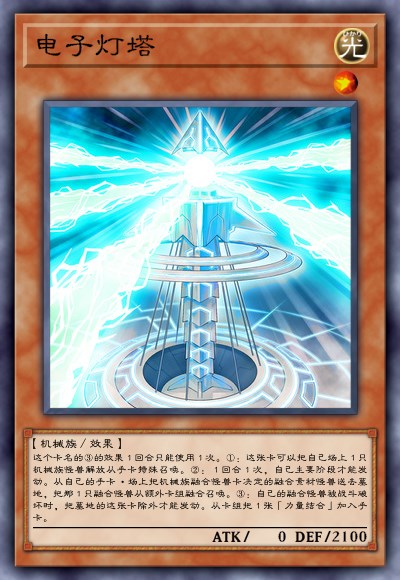 电子灯塔
ひかり
光
【机械族／效果】
这个卡名的③的效果1回合只能使用1次。①：这张卡可以把自己场上1只
机械族怪兽解放从手卡特殊召唤。②：1回合1次，自己主要阶段才能发
动。从自己的手卡・场上把机械族融合怪兽卡决定的融合素材怪兽送去墓
地，把那1只融合怪兽从额外卡组融合召唤。③：自己的融合怪兽被战斗破
坏时，把墓地的这张卡除外才能发动。从卡组把1张「力量结合」加入手
卡。
ATK/ 0 DEF/2100